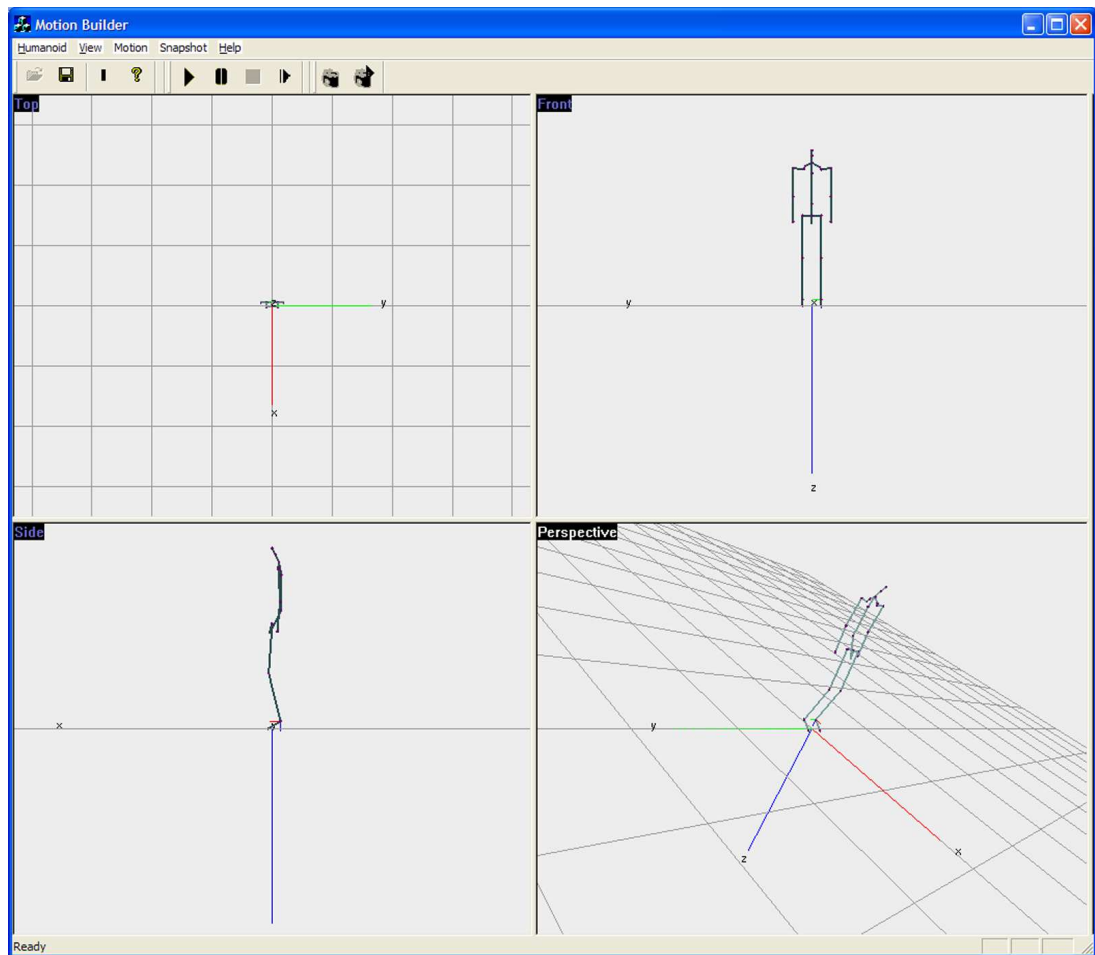 Motion Builder
Humanoid View Motion Snapshot Help
Top
z
y
x
Front
y
x
z
Side
x
Perspective
y
z
x
Ready